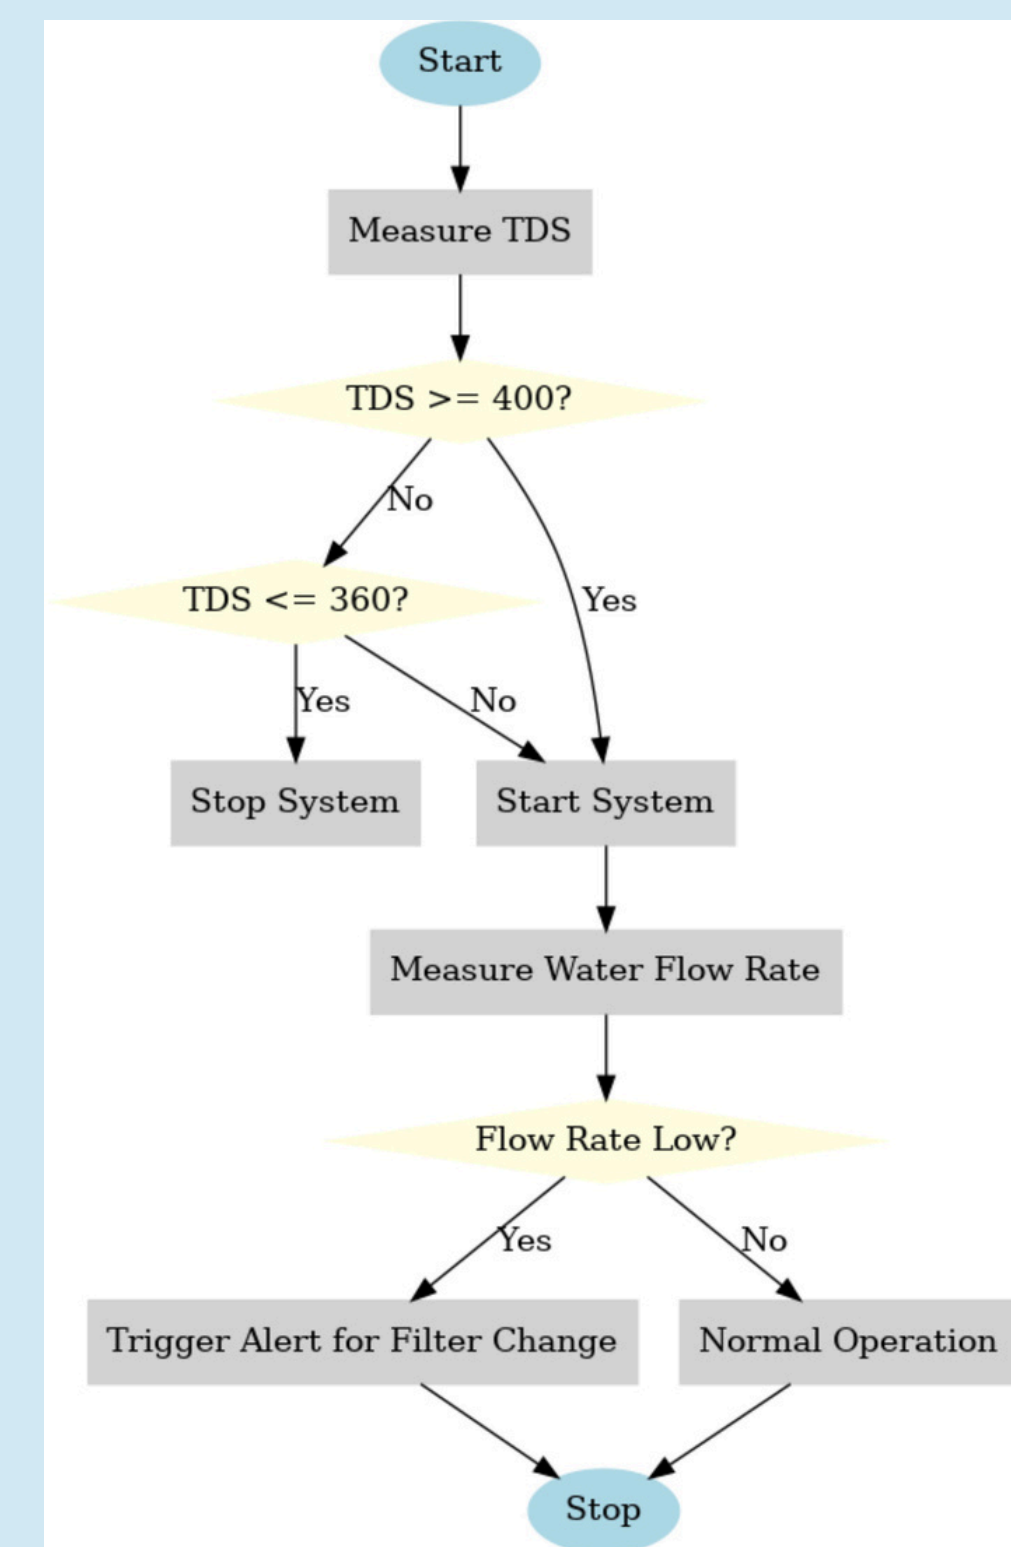 Start
Measure TDS
TDS >= 400?
No
TDS <= 360?
Yes
Yes
No
Stop System
Start System
Measure Water Flow Rate
Flow Rate Low?
Yes
No
Trigger Alert for Filter Change
Normal Operation
Stop